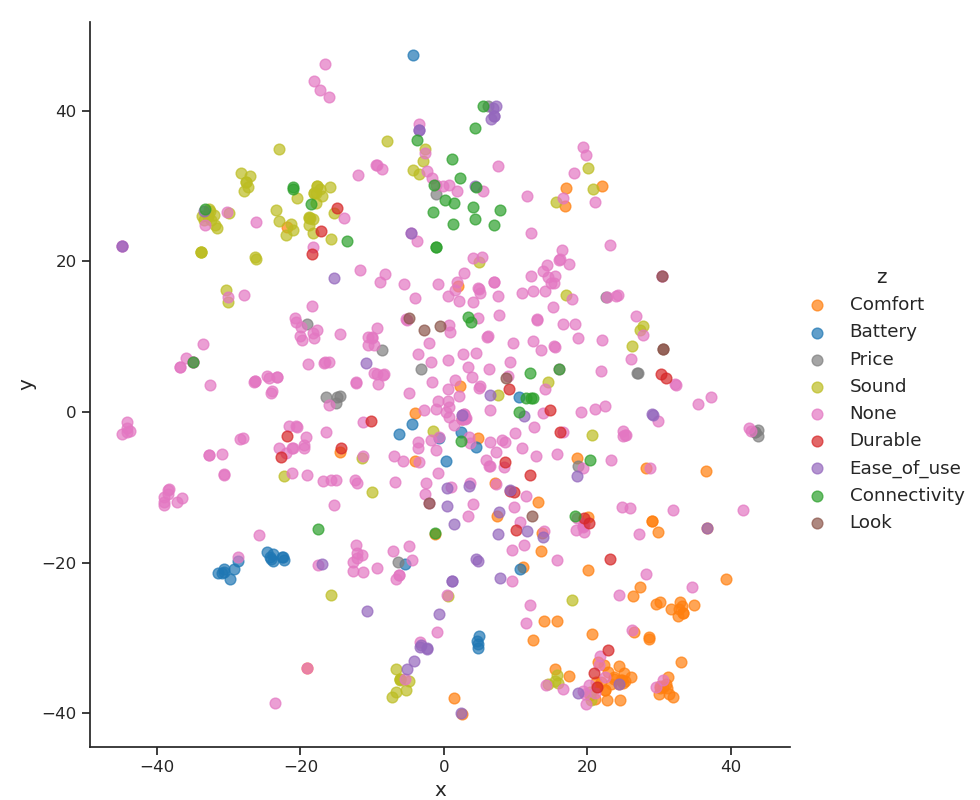 40
20
0
−20
−40
y
−40
−20
0
20
40
x
z
Comfort
Battery
Price
Sound
None
Durable
Ease_of_use
Connectivity
Look